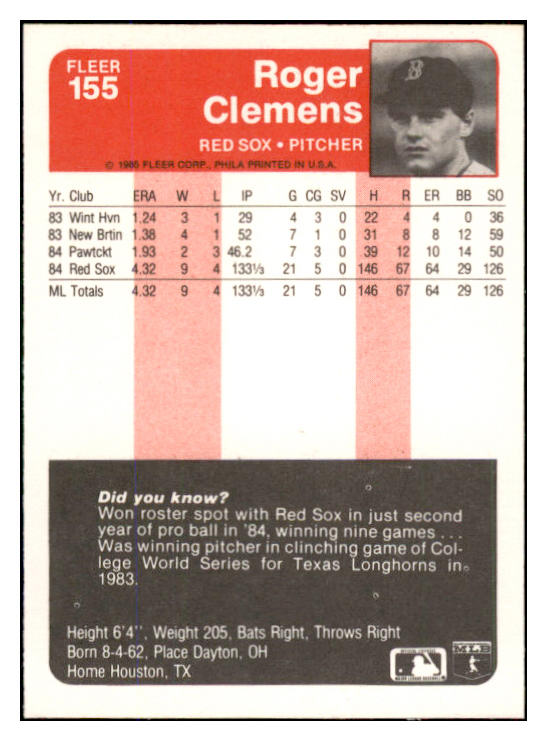 FLEER
155
Roger
Clemens
RED SOX • PITCHER
© 1985 FLEER CORP., PHILA PRINTED IN U.S.A.
Yr. Club ERA W L IP G CG SV H R ER BB SO
83 Wint Hvn 1.24 3 1 29 4 3 0 22 4 4 0 36
83 New Brtin 1.38 4 1 52 7 1 0 31 8 8 12 59
84 Pawtckt 1.93 2 3 46.2 7 3 0 39 12 10 14 50
84 Red Sox 4.32 9 4 133⅓ 21 5 0 146 67 64 29 126
ML Totals 4.32 9 4 133⅓ 21 5 0 146 67 64 29 126
Did you know?
Won roster spot with Red Sox in just second
year of pro ball in '84, winning nine games ...
Was winning pitcher in clinching game of Col-
lege World Series for Texas Longhorns in
1983.
Height 6'4'', Weight 205, Bats Right, Throws Right
Born 8-4-62, Place Dayton, OH
Home Houston, TX
MLB